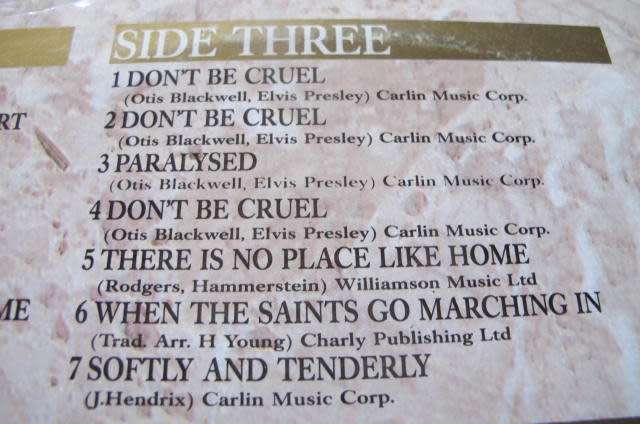 SIDE THREE
1 DON'T BE CRUEL
(Otis Blackwell, Elvis Presley) Carlin Music Corp.
RT
2 DON'T BE CRUEL
(Otis Blackwell, Elvis Presley) Carlin Music Corp.
3 PARALYSED
(Otis Blackwell, Elvis Presley) Carlin Music Corp.
4 DON'T BE CRUEL
(Otis Blackwell, Elvis Presley) Carlin Music Corp.
5 THERE IS NO PLACE LIKE HOME
(Rodgers, Hammerstein) Williamson Music Ltd
ME
6 WHEN THE SAINTS GO MARCHING IN
(Trad. Arr. H Young) Charly Publishing Ltd
7 SOFTLY AND TENDERLY
(J.Hendrix) Carlin Music Corp.